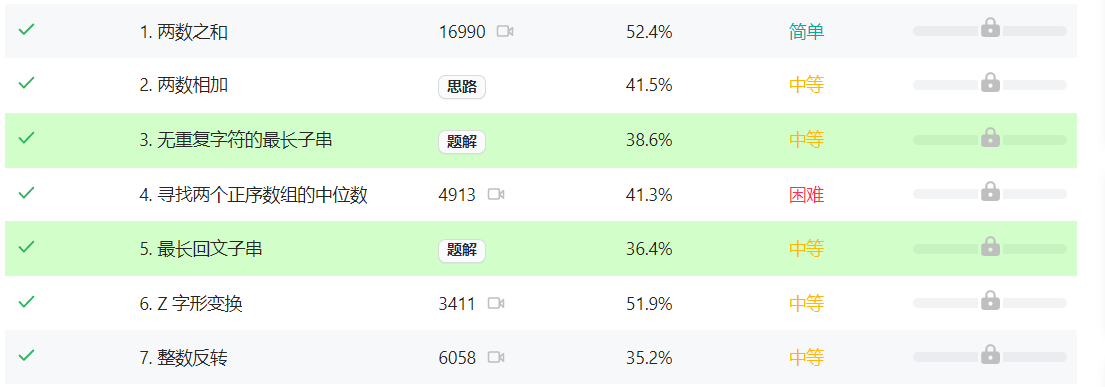 1. 两数之和 16990 52.4% 简单
2. 两数相加 思路 41.5% 中等
3. 无重复字符的最长子串 题解 38.6% 中等
4. 寻找两个正序数组的中位数 4913 41.3% 困难
5. 最长回文子串 题解 36.4% 中等
6. Z 字形变换 3411 51.9% 中等
7. 整数反转 6058 35.2% 中等